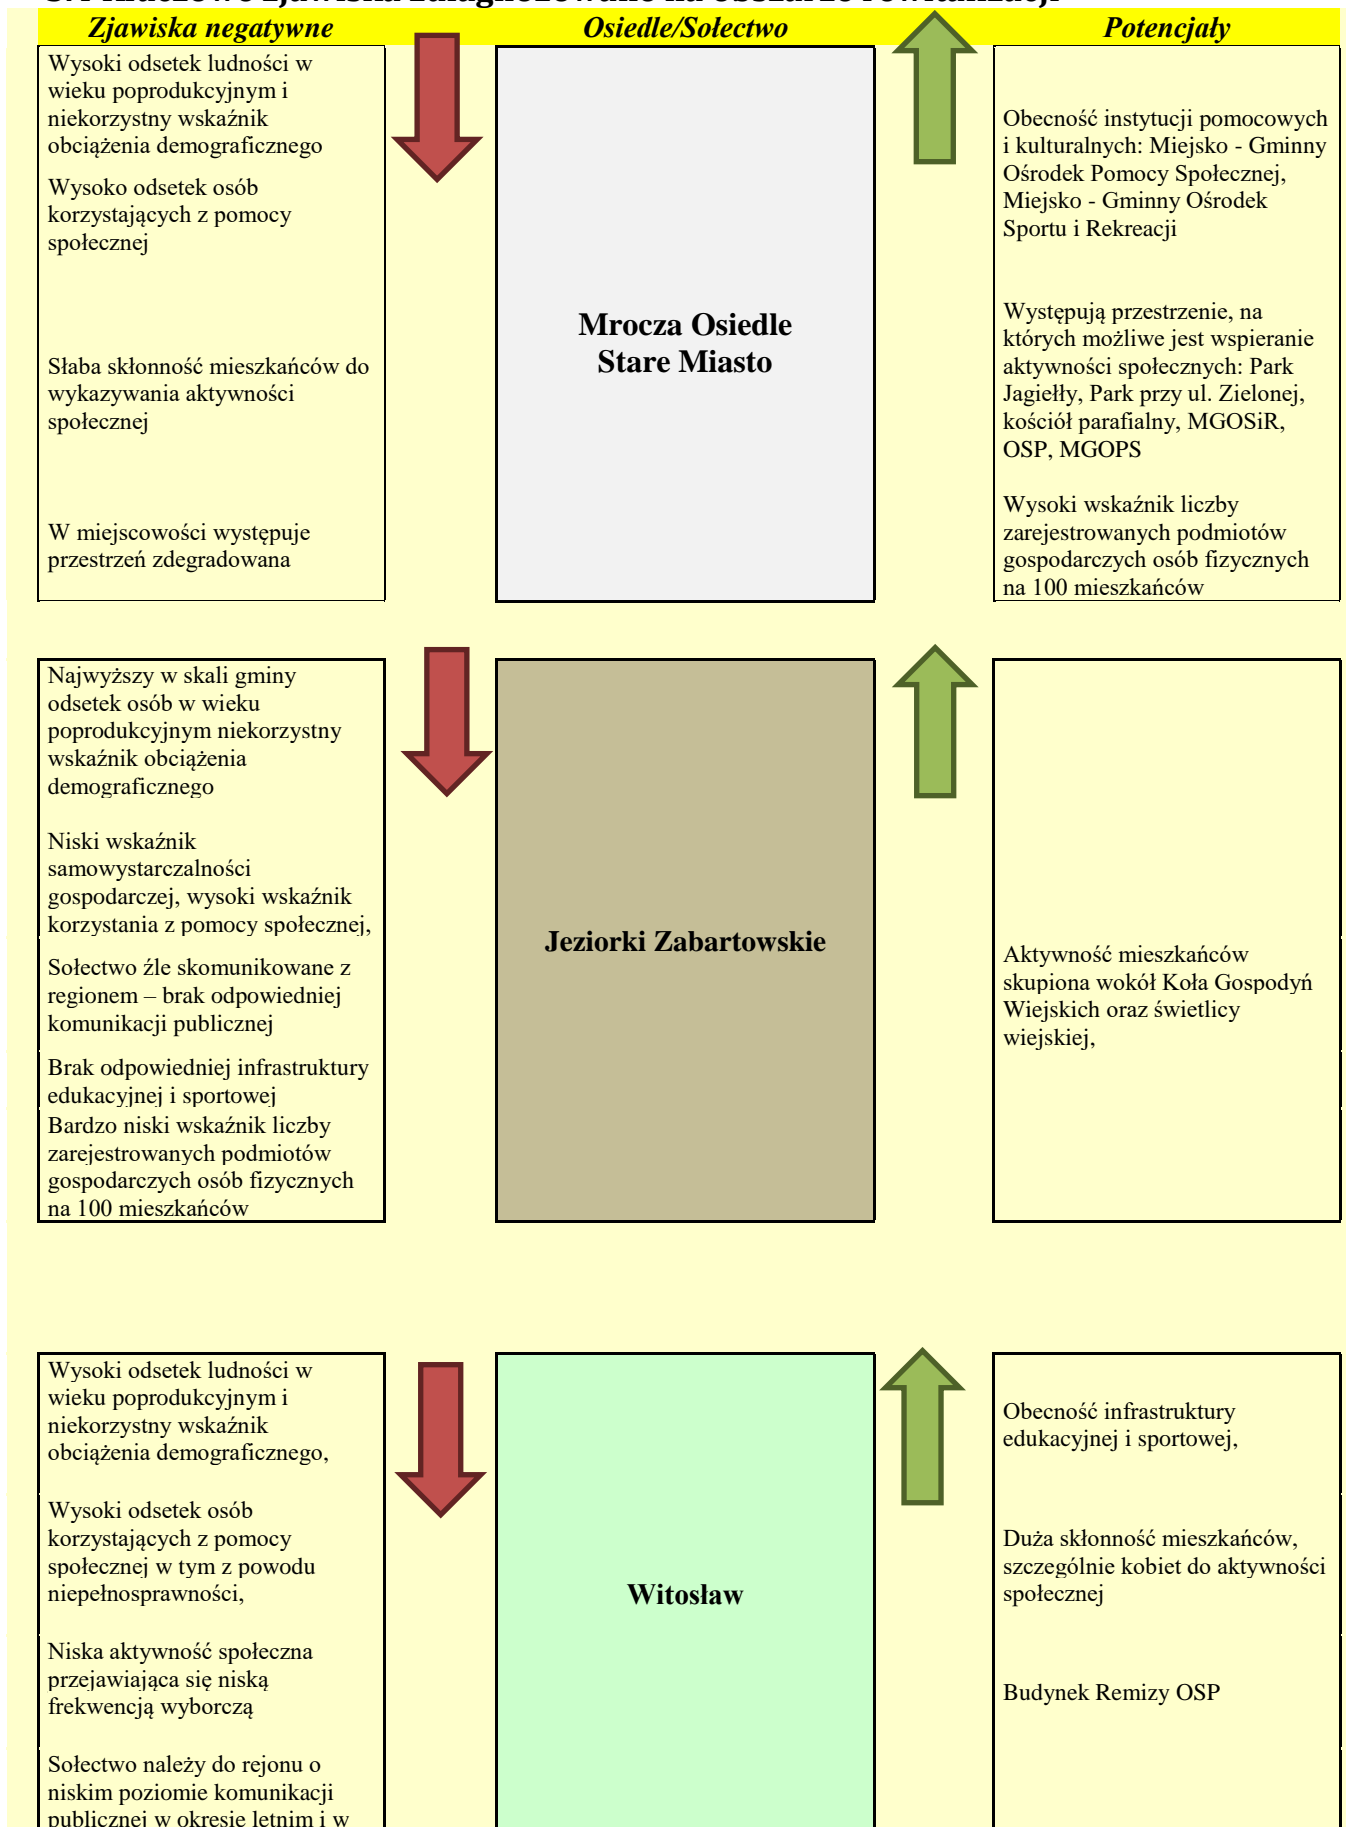 Zjawiska negatywne
Osiedle/Sołectwo
Potencjały
Wysoki odsetek ludności w
wieku poprodukcyjnym i
niekorzystny wskaźnik
obciążenia demograficznego
Wysoko odsetek osób
korzystających z pomocy
społecznej
Słaba skłonność mieszkańców do
wykazywania aktywności
społecznej
W miejscowości występuje
przestrzeń zdegradowana
Mrocza Osiedle
Stare Miasto
Obecność instytucji pomocowych
i kulturalnych: Miejsko - Gminny
Ośrodek Pomocy Społecznej,
Miejsko - Gminny Ośrodek
Sportu i Rekreacji
Występują przestrzenie, na
których możliwe jest wspieranie
aktywności społecznych: Park
Jagiełły, Park przy ul. Zielonej,
kościół parafialny, MGOSiR,
OSP, MGOPS
Wysoki wskaźnik liczby
zarejestrowanych podmiotów
gospodarczych osób fizycznych
na 100 mieszkańców
Najwyższy w skali gminy
odsetek osób w wieku
poprodukcyjnym niekorzystny
wskaźnik obciążenia
demograficznego
Niski wskaźnik
samowystarczalności
gospodarczej, wysoki wskaźnik
korzystania z pomocy społecznej,
Sołectwo źle skomunikowane z
regionem – brak odpowiedniej
komunikacji publicznej
Brak odpowiedniej infrastruktury
edukacyjnej i sportowej
Bardzo niski wskaźnik liczby
zarejestrowanych podmiotów
gospodarczych osób fizycznych
na 100 mieszkańców
Jeziorki Zabartowskie
Aktywność mieszkańców
skupiona wokół Koła Gospodyń
Wiejskich oraz świetlicy
wiejskiej,
Wysoki odsetek ludności w
wieku poprodukcyjnym i
niekorzystny wskaźnik
obciążenia demograficznego,
Wysoki odsetek osób
korzystających z pomocy
społecznej w tym z powodu
niepełnosprawności,
Niska aktywność społeczna
przejawiająca się niską
frekwencją wyborczą
Sołectwo należy do rejonu o
niskim poziomie komunikacji
publicznej w okresie letnim i w
Witosław
Obecność infrastruktury
edukacyjnej i sportowej,
Duża skłonność mieszkańców,
szczególnie kobiet do aktywności
społecznej
Budynek Remizy OSP